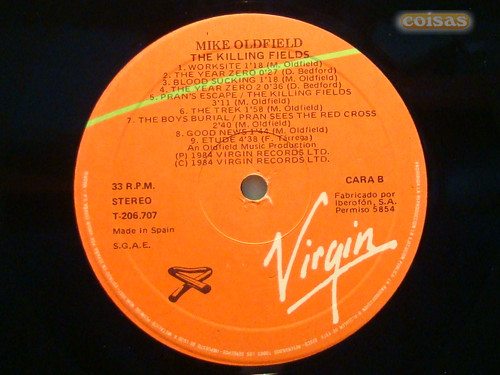 coisas
MIKE OLDFIELD
THE KILLING FIELDS
1. WORKSITE 1'18 (M. Oldfield)
2. THE YEAR ZERO 0'27 (D. Bedford)
3. BLOOD SUCKING 1'18 (M. Oldfield)
4. THE YEAR ZERO 2 0'36 (D. Bedford)
5. PRAN'S ESCAPE / THE KILLING FIELDS
3'11 (M. Oldfield)
6. THE TREK 1'58 (M. Oldfield)
7. THE BOYS BURIAL / PRAN SEES THE RED CROSS
2'40 (M. Oldfield)
8. GOOD NEWS 1'44 (M. Oldfield)
9. ETUDE 4'38 (F. Tárrega)
An Oldfield Music Production
(P) 1984 VIRGIN RECORDS LTD.
(C) 1984 VIRGIN RECORDS LTD.
33 R.P.M.
STEREO
T-206.707
Made in Spain
S.G.A.E.
CARA B
Fabricado por
Iberofón, S.A.
Permiso 5854
Virgin